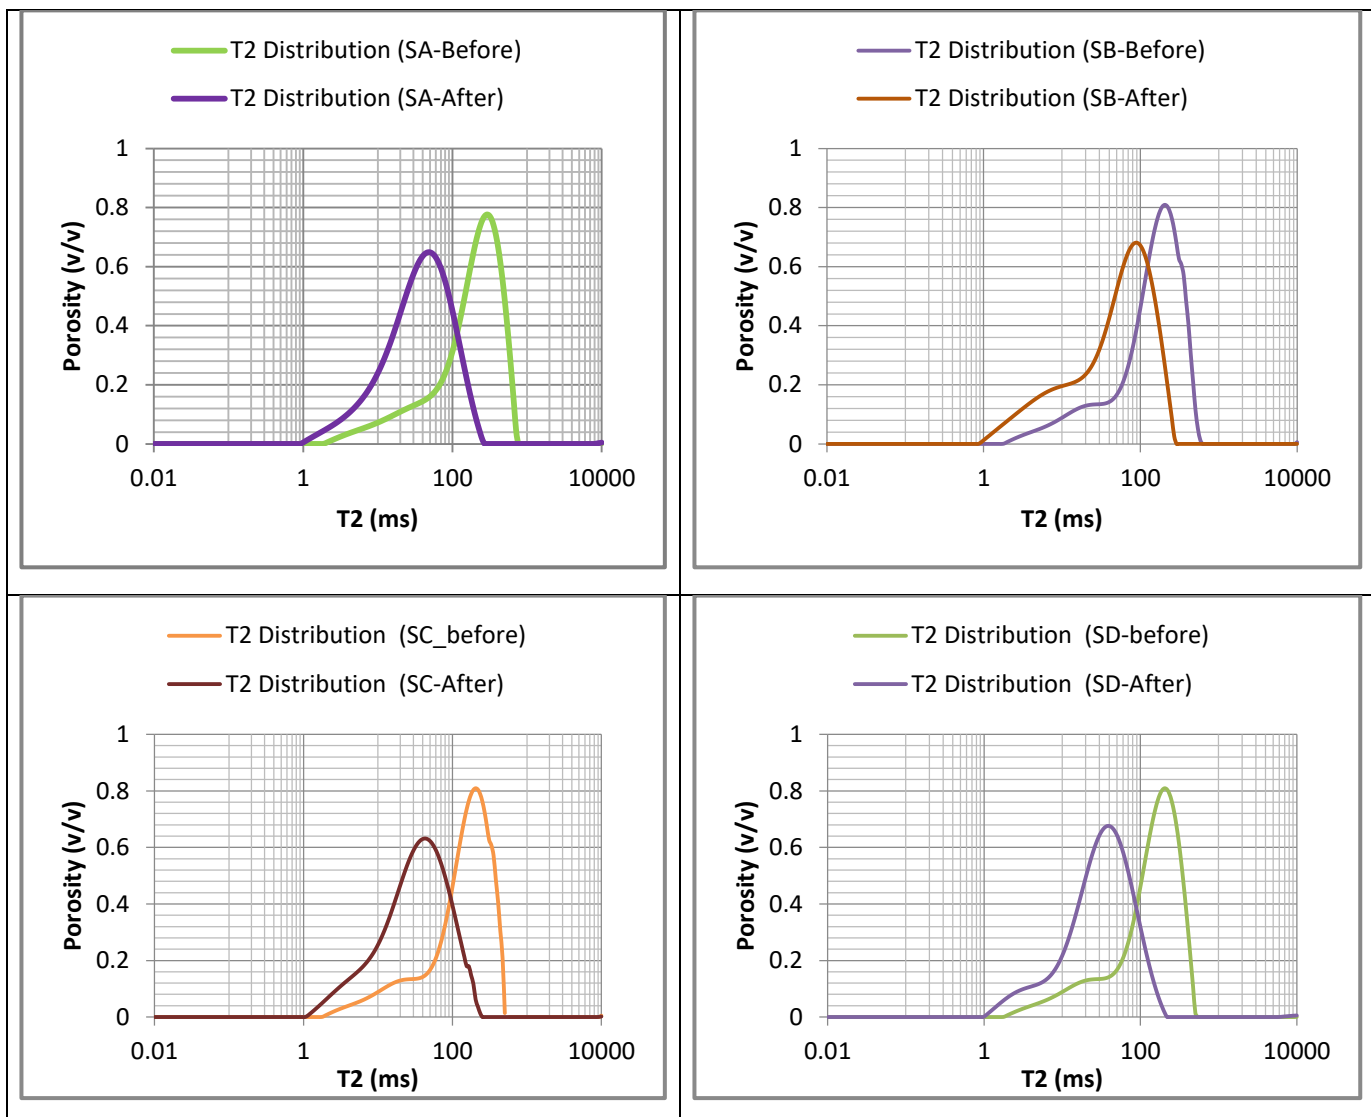 T2 Distribution (SA-Before)
T2 Distribution (SA-After)
1
0.8
0.6
0.4
0.2
0
Porosity (v/v)
0.01 1 100 10000
T2 (ms)
T2 Distribution (SB-Before)
T2 Distribution (SB-After)
1
0.8
0.6
0.4
0.2
0
Porosity (v/v)
0.01 1 100 10000
T2 (ms)
T2 Distribution (SC_before)
T2 Distribution (SC-After)
1
0.8
0.6
0.4
0.2
0
Porosity (v/v)
0.01 1 100 10000
T2 (ms)
T2 Distribution (SD-before)
T2 Distribution (SD-After)
1
0.8
0.6
0.4
0.2
0
Porosity (v/v)
0.01 1 100 10000
T2 (ms)